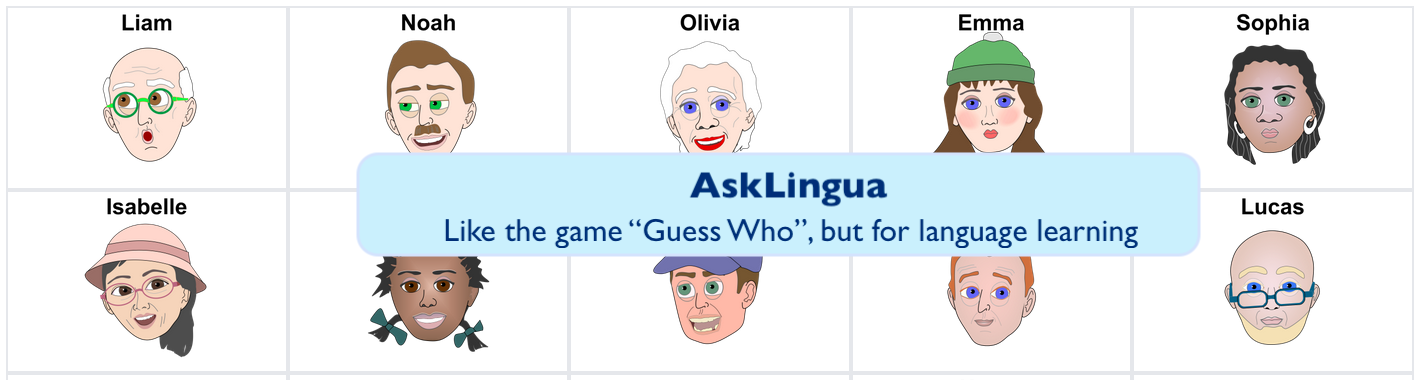 Liam
Noah
Olivia
Emma
Sophia
AskLingua
Like the game “Guess Who”, but for language learning
Isabelle
Lucas